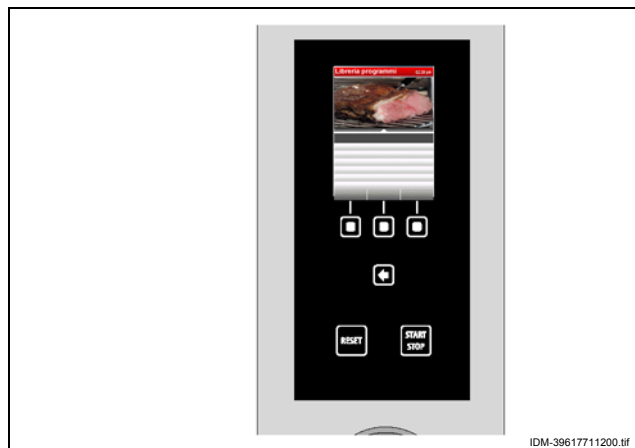 Libreria programmi
RESET
START
STOP
IDM-39617711200.tif